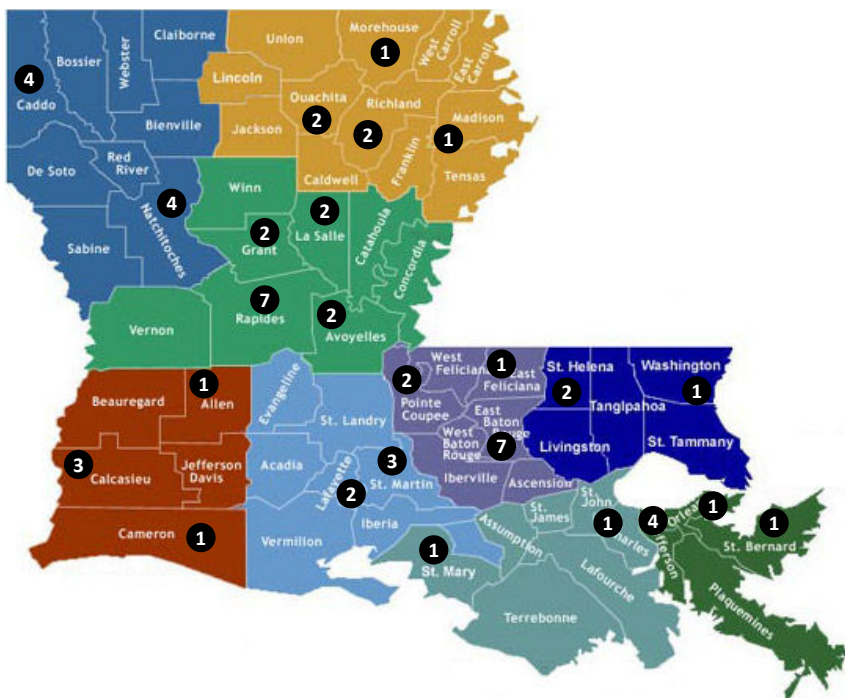 Claiborne
Union
Morehouse
West
Carroll
East
Carroll
Webster
Bossier
1
4
Caddo
Lincoln
Ouachita
Richland
Madison
2
2
1
Bienville
Jackson
De Soto
Red
River
Caldwell
Franklin
Tensas
Winn
4
2
Natchitoches
2
La Salle
Catahoula
Sabine
Grant
Concordia
7
Rapides
2
Avoyelles
Vernon
West
Feliciana
1
East
Feliciana
St. Helena
Washington
2
2
1
1
Allen
Beauregard
Evangeline
St. Landry
Pointe
Coupee
East
Baton
Rouge
TangIpahoa
West
Baton
Rouge
7
Livingston
St. Tammany
3
Calcasieu
Jefferson
Davis
Acadia
Lafayette
3
St. Martin
2
Iberville
Ascension
St.
John
Cameron
1
Vermilion
Iberia
Assumption
St.
James
1
harles
4
Orlea
1
1
St. Bernard
1
St. Mary
fferson
Lafourche
Plaquemines
Terrebonne